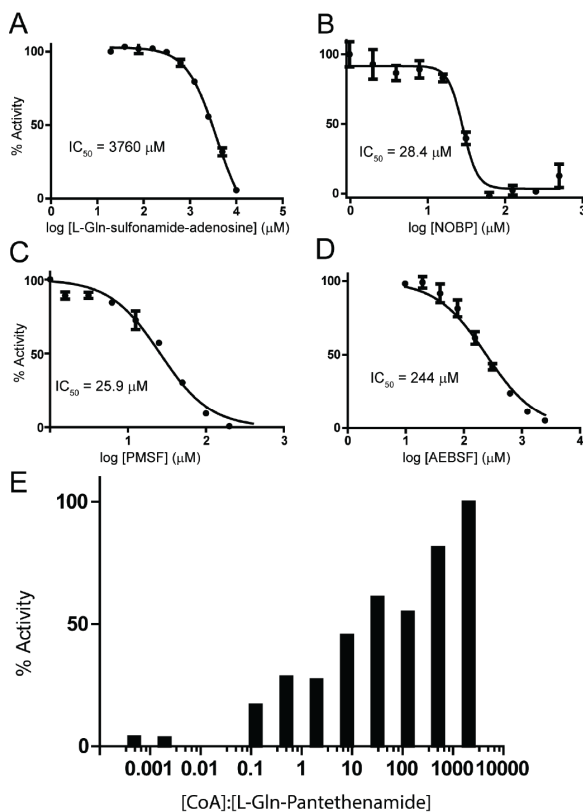 A
100
50
0
% Activity
IC50 = 3760 µM
0 1 2 3 4 5
log [L-Gln-sulfonamide-adenosine] (µM)
B
100
50
0
IC50 = 28.4 µM
0 1 2 3
log [NOBP] (µM)
C
100
50
0
% Activity
IC50 = 25.9 µM
1 2 3
log [PMSF] (µM)
D
100
50
0
IC50 = 244 µM
0 1 2 3 4
log [AEBSF] (µM)
E
100
50
0
% Activity
0.001 0.01 0.1 1 10 100 1000 10000
[CoA]:[L-Gln-Pantethenamide]